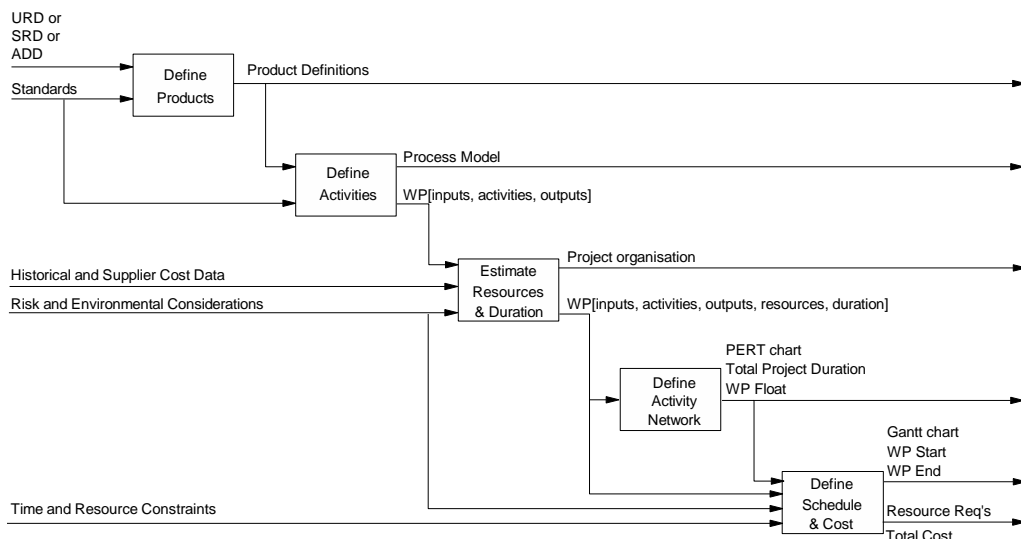 URD or
SRD or
ADD
Standards
Define
Products
Product Definitions
Define
Activities
Process Model
WP[inputs, activities, outputs]
Historical and Supplier Cost Data
Risk and Environmental Considerations
Estimate
Resources
& Duration
Project organisation
WP[inputs, activities, outputs, resources, duration]
Define
Activity
Network
PERT chart
Total Project Duration
WP Float
Time and Resource Constraints
Define
Schedule
& Cost
Gantt chart
WP Start
WP End
Resource Req's
Total Cost